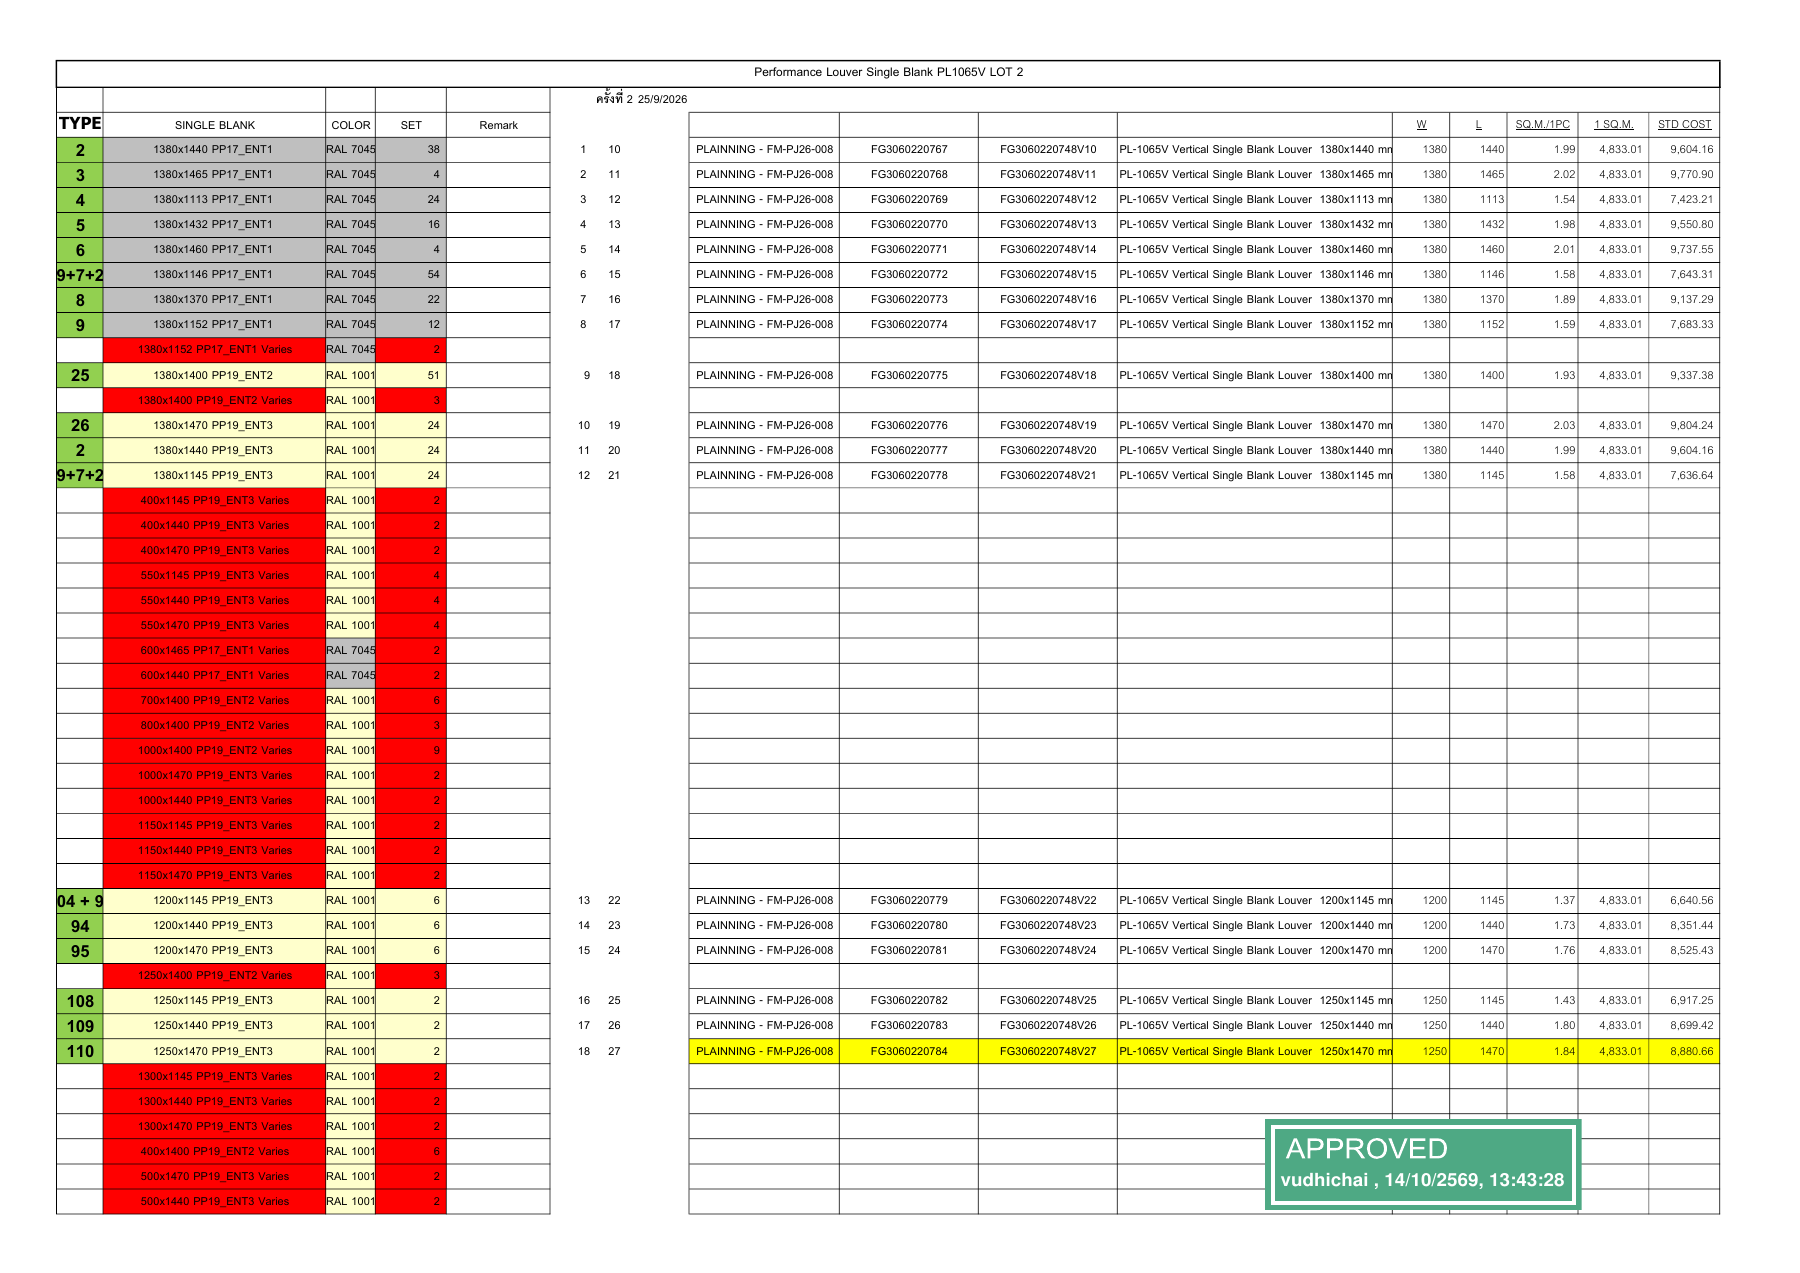 Performance Louver Single Blank PL1065V LOT 2
ครั้งที่ 2 25/9/2026
TYPE SINGLE BLANK COLOR SET Remark W L SQ.M./1PC 1 SQ.M. STD COST
2 1380x1440 PP17_ENT1 RAL 7045 38 1 10 PLAINNING - FM-PJ26-008 FG3060220767 FG3060220748V10 PL-1065V Vertical Single Blank Louver 1380x1440 mm 1380 1440 1.99 4,833.01 9,604.16
3 1380x1465 PP17_ENT1 RAL 7045 4 2 11 PLAINNING - FM-PJ26-008 FG3060220768 FG3060220748V11 PL-1065V Vertical Single Blank Louver 1380x1465 mm 1380 1465 2.02 4,833.01 9,770.90
4 1380x1113 PP17_ENT1 RAL 7045 24 3 12 PLAINNING - FM-PJ26-008 FG3060220769 FG3060220748V12 PL-1065V Vertical Single Blank Louver 1380x1113 mm 1380 1113 1.54 4,833.01 7,423.21
5 1380x1432 PP17_ENT1 RAL 7045 16 4 13 PLAINNING - FM-PJ26-008 FG3060220770 FG3060220748V13 PL-1065V Vertical Single Blank Louver 1380x1432 mm 1380 1432 1.98 4,833.01 9,550.80
6 1380x1460 PP17_ENT1 RAL 7045 4 5 14 PLAINNING - FM-PJ26-008 FG3060220771 FG3060220748V14 PL-1065V Vertical Single Blank Louver 1380x1460 mm 1380 1460 2.01 4,833.01 9,737.55
9+7+2 1380x1146 PP17_ENT1 RAL 7045 54 6 15 PLAINNING - FM-PJ26-008 FG3060220772 FG3060220748V15 PL-1065V Vertical Single Blank Louver 1380x1146 mm 1380 1146 1.58 4,833.01 7,643.31
8 1380x1370 PP17_ENT1 RAL 7045 22 7 16 PLAINNING - FM-PJ26-008 FG3060220773 FG3060220748V16 PL-1065V Vertical Single Blank Louver 1380x1370 mm 1380 1370 1.89 4,833.01 9,137.29
9 1380x1152 PP17_ENT1 RAL 7045 12 8 17 PLAINNING - FM-PJ26-008 FG3060220774 FG3060220748V17 PL-1065V Vertical Single Blank Louver 1380x1152 mm 1380 1152 1.59 4,833.01 7,683.33
1380x1152 PP17_ENT1 Varies RAL 7045 2
25 1380x1400 PP19_ENT2 RAL 1001 51 9 18 PLAINNING - FM-PJ26-008 FG3060220775 FG3060220748V18 PL-1065V Vertical Single Blank Louver 1380x1400 mm 1380 1400 1.93 4,833.01 9,337.38
1380x1400 PP19_ENT2 Varies RAL 1001 3
26 1380x1470 PP19_ENT3 RAL 1001 24 10 19 PLAINNING - FM-PJ26-008 FG3060220776 FG3060220748V19 PL-1065V Vertical Single Blank Louver 1380x1470 mm 1380 1470 2.03 4,833.01 9,804.24
2 1380x1440 PP19_ENT3 RAL 1001 24 11 20 PLAINNING - FM-PJ26-008 FG3060220777 FG3060220748V20 PL-1065V Vertical Single Blank Louver 1380x1440 mm 1380 1440 1.99 4,833.01 9,604.16
9+7+2 1380x1145 PP19_ENT3 RAL 1001 24 12 21 PLAINNING - FM-PJ26-008 FG3060220778 FG3060220748V21 PL-1065V Vertical Single Blank Louver 1380x1145 mm 1380 1145 1.58 4,833.01 7,636.64
400x1145 PP19_ENT3 Varies RAL 1001 2
400x1440 PP19_ENT3 Varies RAL 1001 2
400x1470 PP19_ENT3 Varies RAL 1001 2
550x1145 PP19_ENT3 Varies RAL 1001 4
550x1440 PP19_ENT3 Varies RAL 1001 4
550x1470 PP19_ENT3 Varies RAL 1001 4
600x1465 PP17_ENT1 Varies RAL 7045 2
600x1440 PP17_ENT1 Varies RAL 7045 2
700x1400 PP19_ENT2 Varies RAL 1001 6
800x1400 PP19_ENT2 Varies RAL 1001 3
1000x1400 PP19_ENT2 Varies RAL 1001 9
1000x1470 PP19_ENT3 Varies RAL 1001 2
1000x1440 PP19_ENT3 Varies RAL 1001 2
1150x1145 PP19_ENT3 Varies RAL 1001 2
1150x1440 PP19_ENT3 Varies RAL 1001 2
1150x1470 PP19_ENT3 Varies RAL 1001 2
04 + 9 1200x1145 PP19_ENT3 RAL 1001 6 13 22 PLAINNING - FM-PJ26-008 FG3060220779 FG3060220748V22 PL-1065V Vertical Single Blank Louver 1200x1145 mm 1200 1145 1.37 4,833.01 6,640.56
94 1200x1440 PP19_ENT3 RAL 1001 6 14 23 PLAINNING - FM-PJ26-008 FG3060220780 FG3060220748V23 PL-1065V Vertical Single Blank Louver 1200x1440 mm 1200 1440 1.73 4,833.01 8,351.44
95 1200x1470 PP19_ENT3 RAL 1001 6 15 24 PLAINNING - FM-PJ26-008 FG3060220781 FG3060220748V24 PL-1065V Vertical Single Blank Louver 1200x1470 mm 1200 1470 1.76 4,833.01 8,525.43
1250x1400 PP19_ENT2 Varies RAL 1001 3
108 1250x1145 PP19_ENT3 RAL 1001 2 16 25 PLAINNING - FM-PJ26-008 FG3060220782 FG3060220748V25 PL-1065V Vertical Single Blank Louver 1250x1145 mm 1250 1145 1.43 4,833.01 6,917.25
109 1250x1440 PP19_ENT3 RAL 1001 2 17 26 PLAINNING - FM-PJ26-008 FG3060220783 FG3060220748V26 PL-1065V Vertical Single Blank Louver 1250x1440 mm 1250 1440 1.80 4,833.01 8,699.42
110 1250x1470 PP19_ENT3 RAL 1001 2 18 27 PLAINNING - FM-PJ26-008 FG3060220784 FG3060220748V27 PL-1065V Vertical Single Blank Louver 1250x1470 mm 1250 1470 1.84 4,833.01 8,880.66
1300x1145 PP19_ENT3 Varies RAL 1001 2
1300x1440 PP19_ENT3 Varies RAL 1001 2
1300x1470 PP19_ENT3 Varies RAL 1001 2
400x1400 PP19_ENT2 Varies RAL 1001 6
500x1470 PP19_ENT3 Varies RAL 1001 2
500x1440 PP19_ENT3 Varies RAL 1001 2
APPROVED
vudhichai , 14/10/2569, 13:43:28